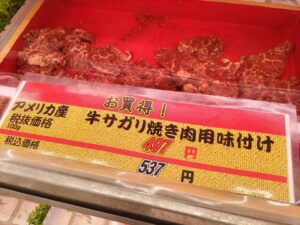 お買得！
アメリカ産
牛サガリ焼き肉用味付け
税抜価格
100g
497 円
税込価格
537 円